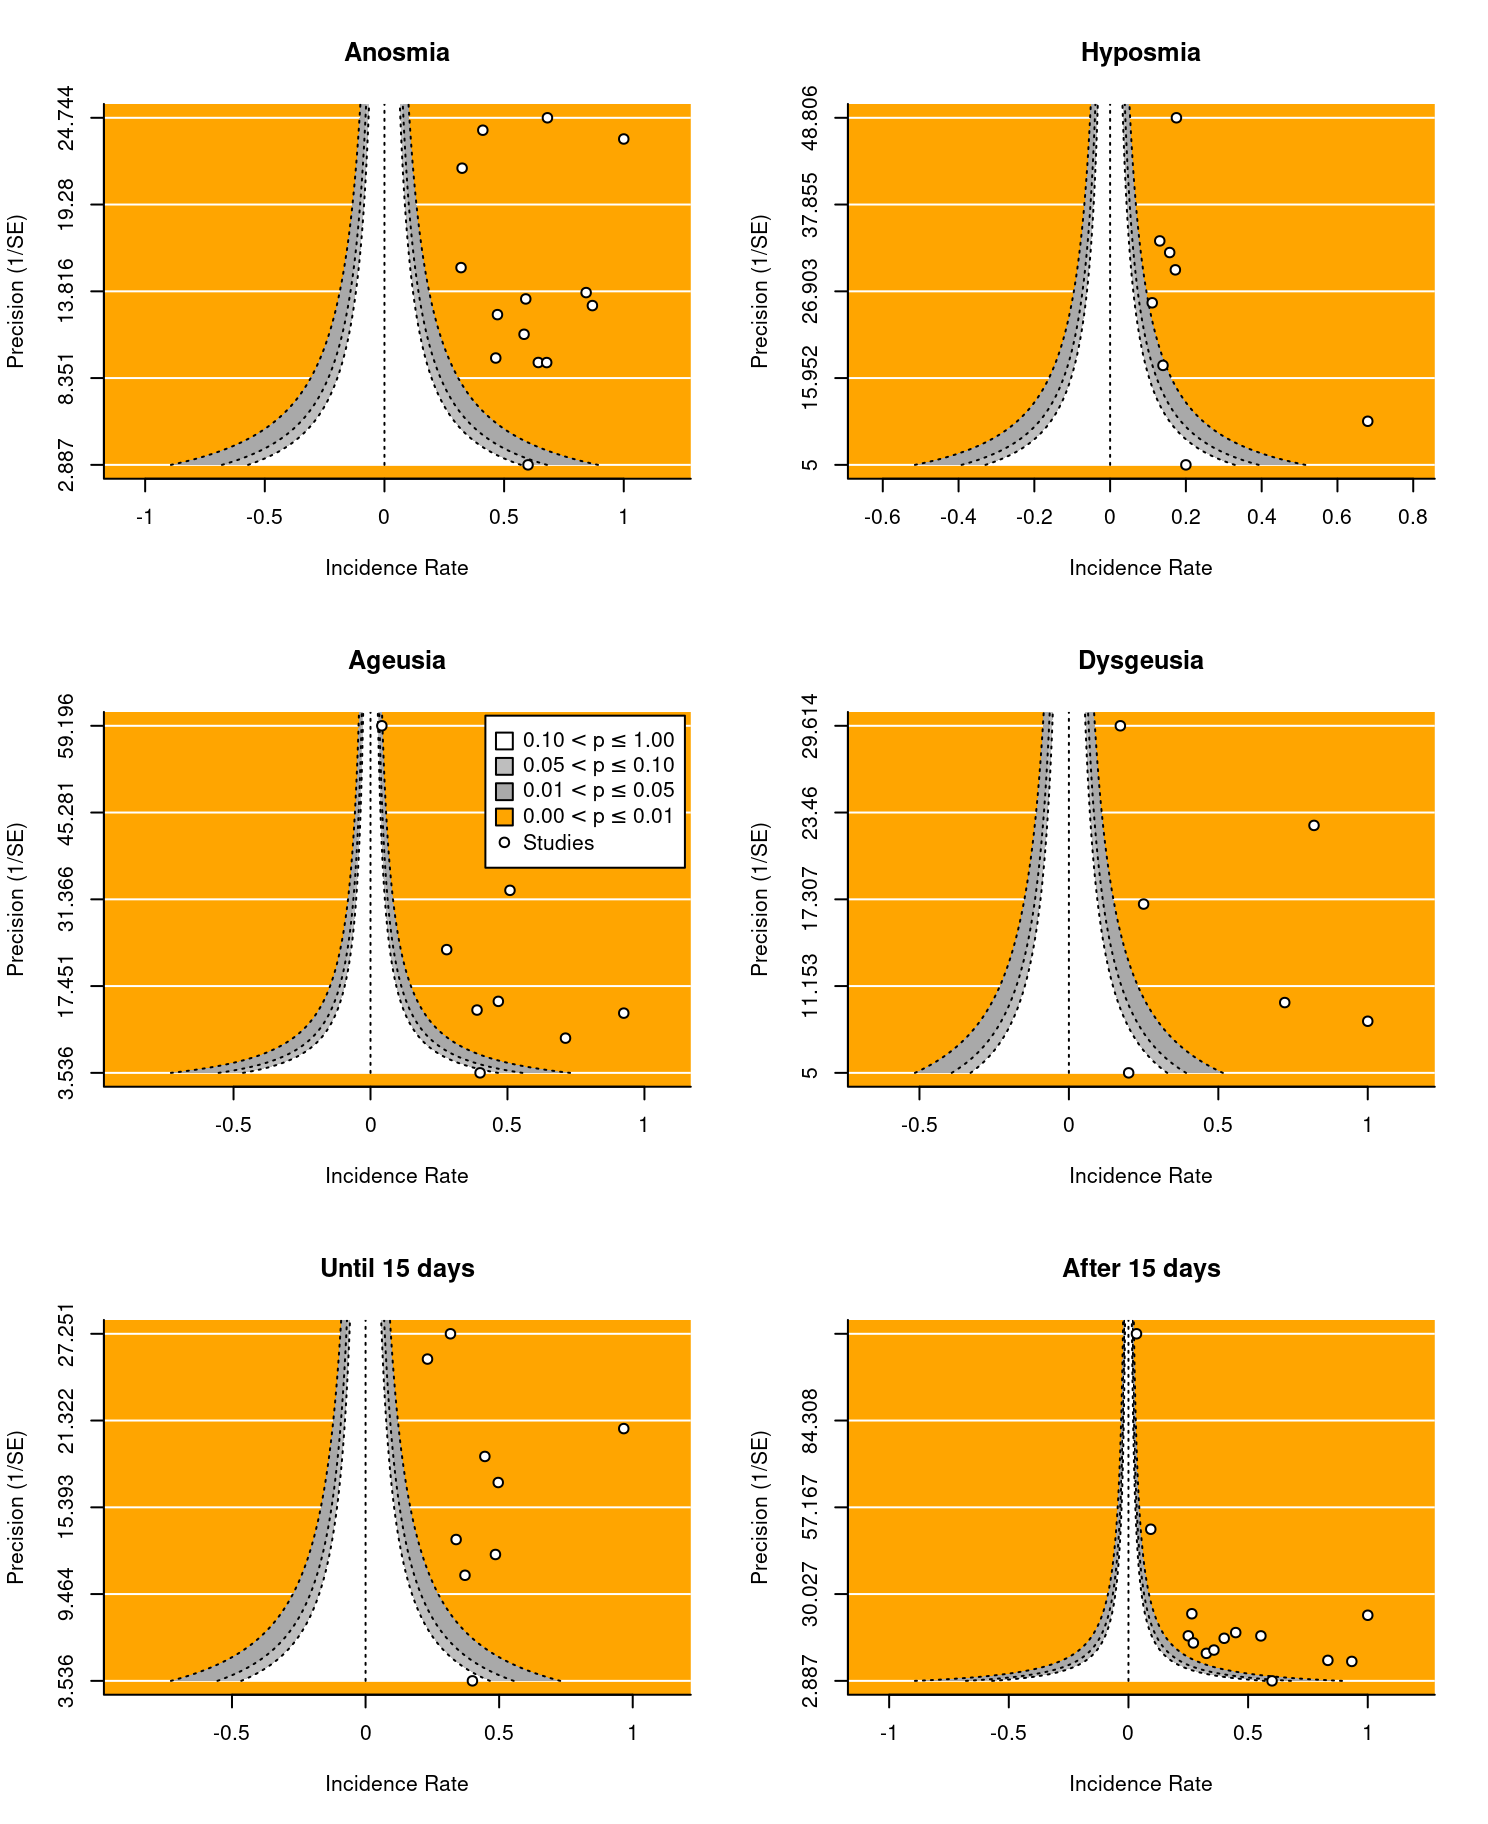 Anosmia
Precision (1/SE)
24.744
19.28
13.816
8.351
2.887
-1 -0.5 0 0.5 1
Incidence Rate
Hyposmia
Precision (1/SE)
48.806
37.855
26.903
15.952
5
-0.6 -0.4 -0.2 0 0.2 0.4 0.6 0.8
Incidence Rate
Ageusia
Precision (1/SE)
59.196
45.281
31.366
17.451
3.536
0.10 < p ≤ 1.00
0.05 < p ≤ 0.10
0.01 < p ≤ 0.05
0.00 < p ≤ 0.01
Studies
-0.5 0 0.5 1
Incidence Rate
Dysgeusia
Precision (1/SE)
29.614
23.46
17.307
11.153
5
-0.5 0 0.5 1
Incidence Rate
Until 15 days
Precision (1/SE)
27.251
21.322
15.393
9.464
3.536
-0.5 0 0.5 1
Incidence Rate
After 15 days
Precision (1/SE)
84.308
57.167
30.027
2.887
-1 -0.5 0 0.5 1
Incidence Rate